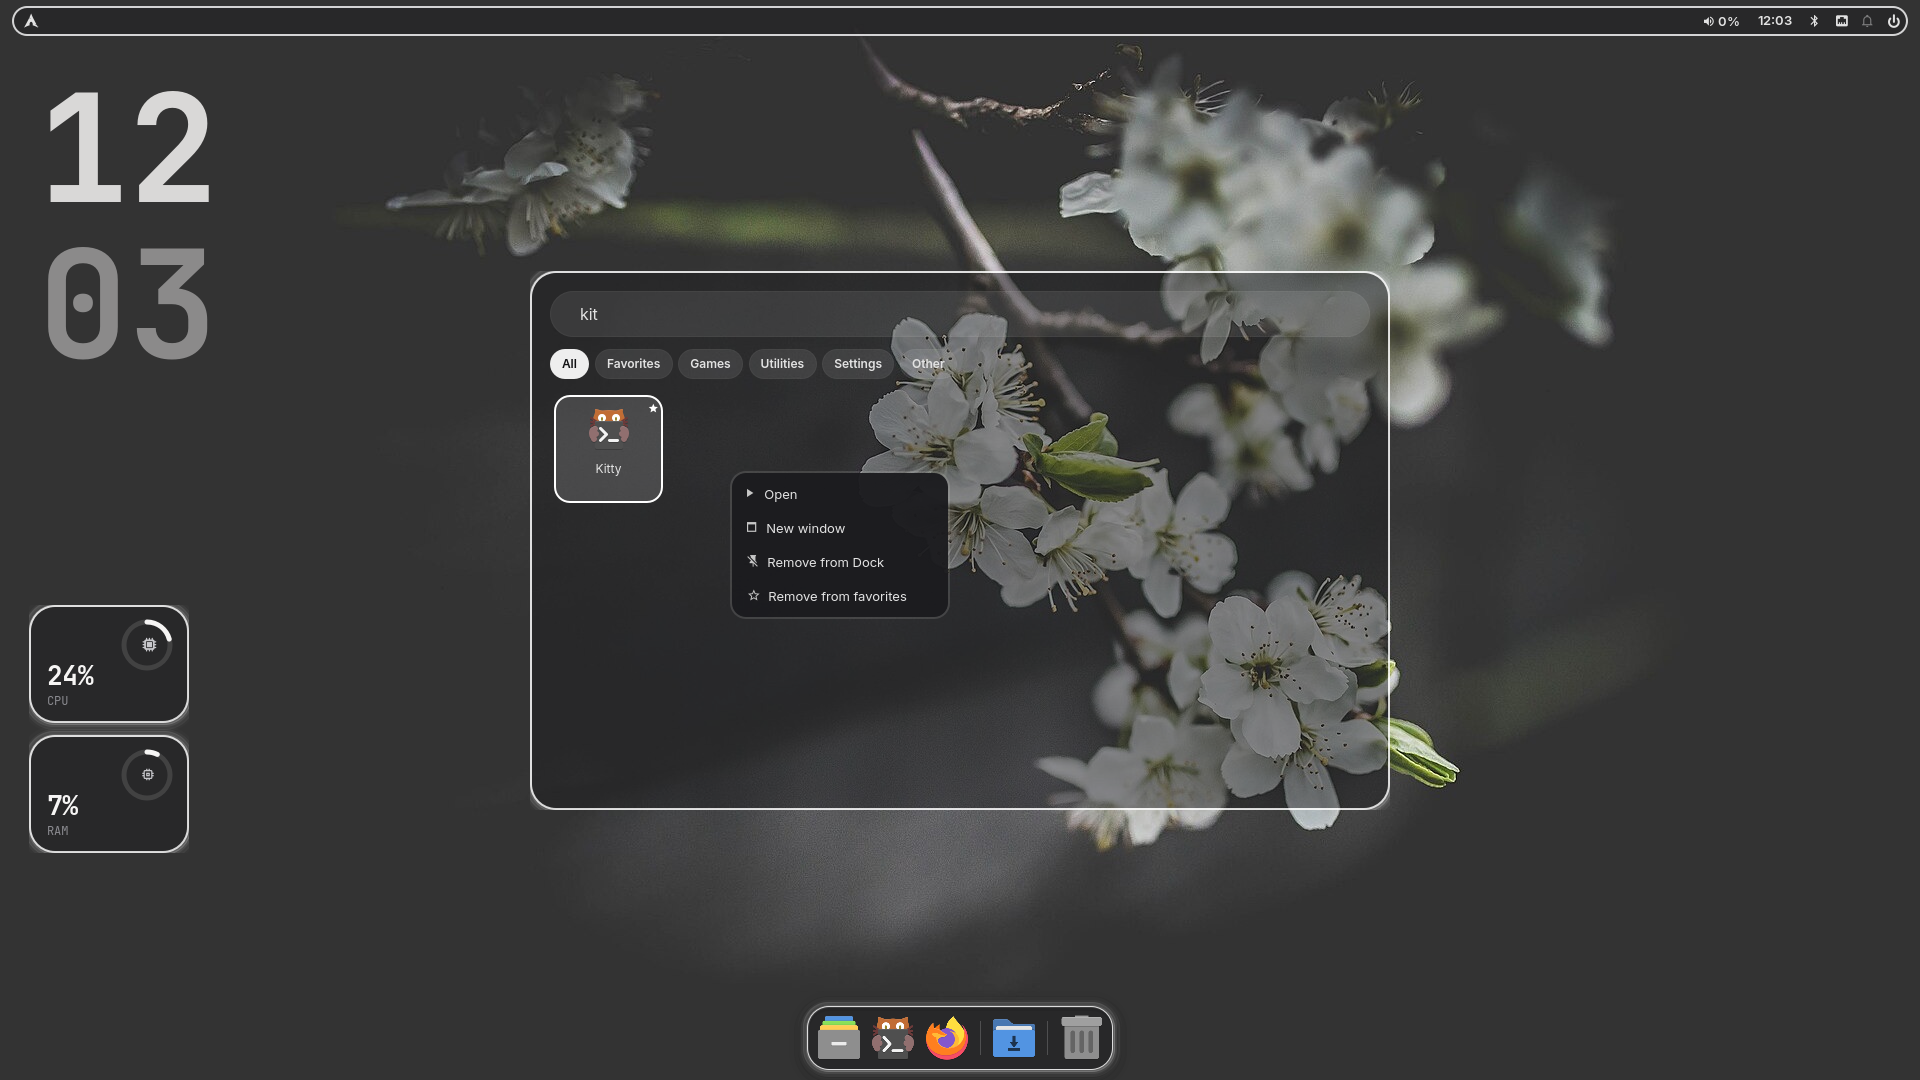 0% 12:03
12
03
kit
All Favorites Games Utilities Settings Other
Kitty
Open
New window
Remove from Dock
Remove from favorites
24%
CPU
7%
RAM